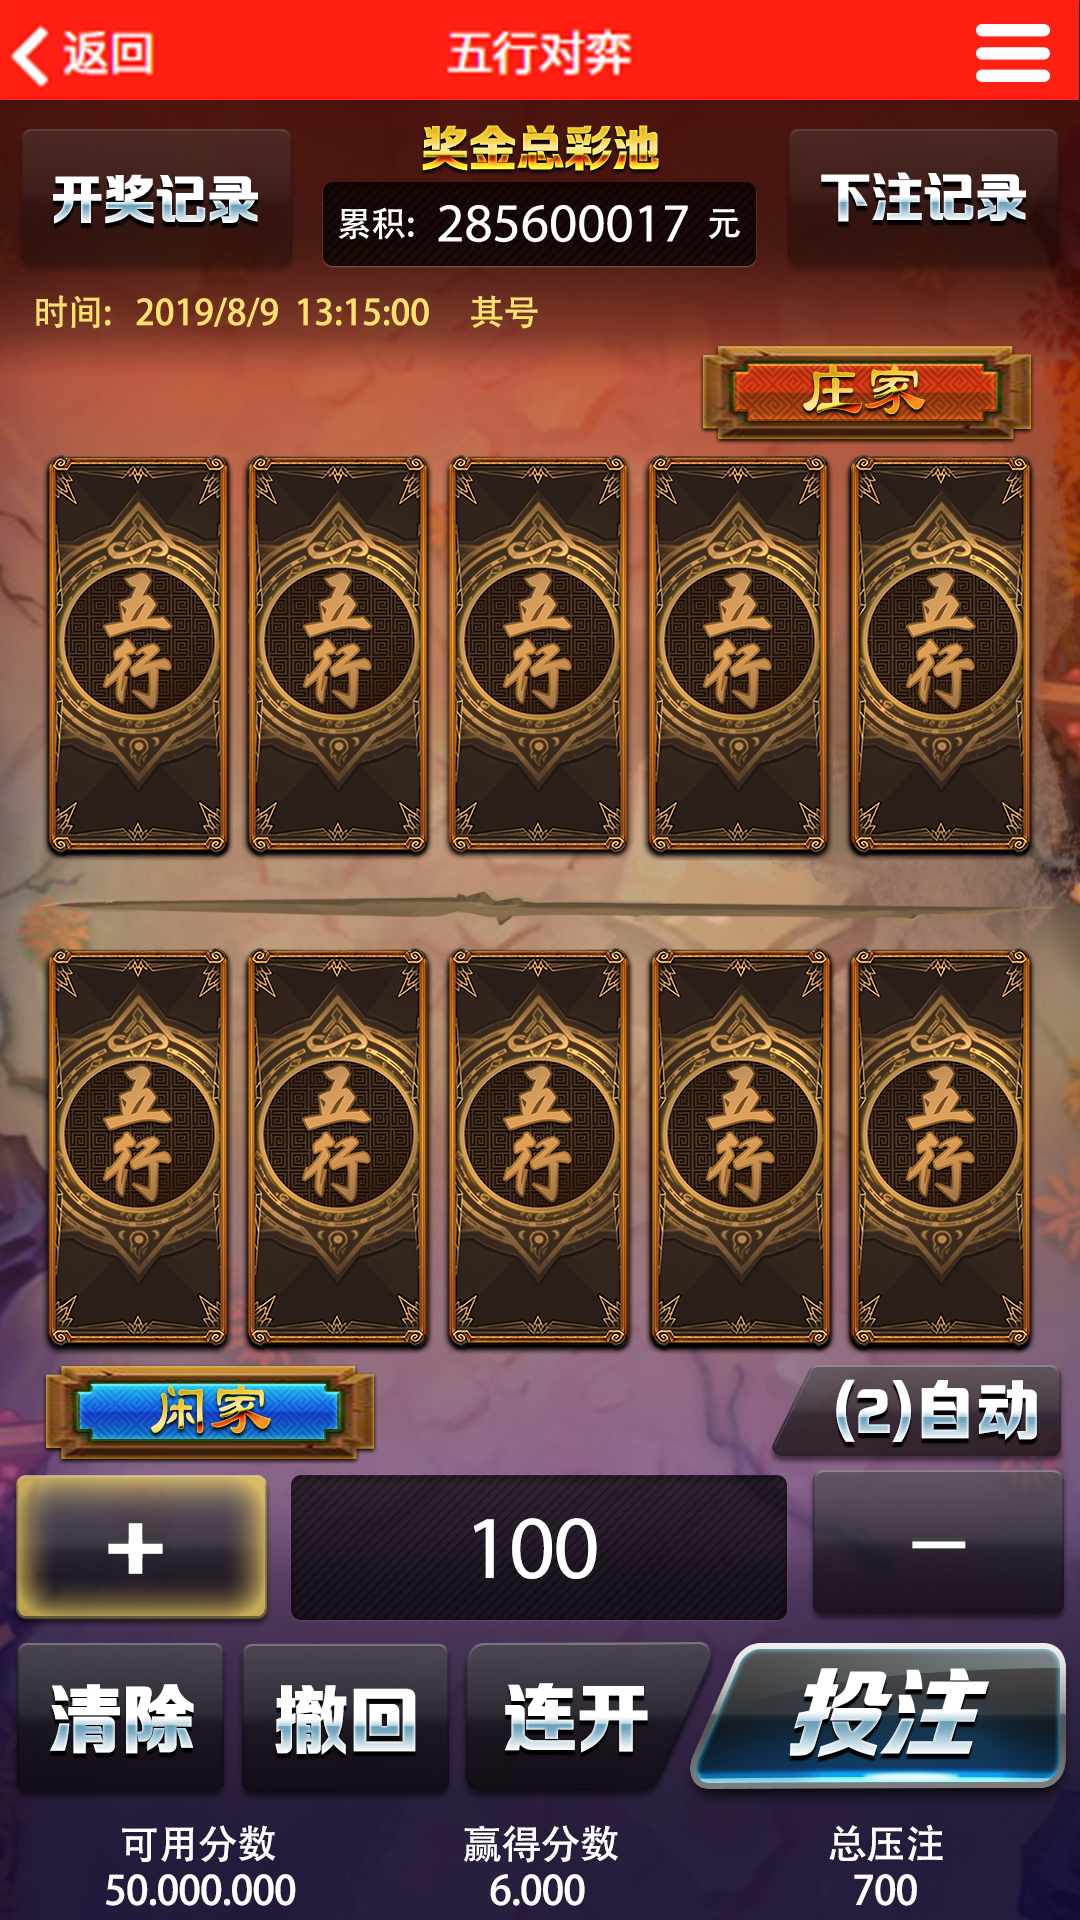 返回
五行对弈
奖金总彩池
开奖记录
累积: 285600017 元
下注记录
时间: 2019/8/9 13:15:00 其号
庄家
五行
五行
五行
五行
五行
五行
五行
五行
五行
五行
闲家
(2)自动
+
100
−
清除
撤回
连开
投注
可用分数
50.000.000
赢得分数
6.000
总压注
700